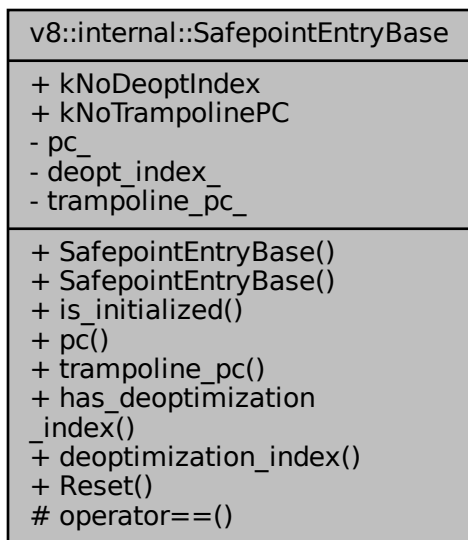 v8::internal::SafepointEntryBase
+ kNoDeoptIndex
+ kNoTrampolinePC
- pc_
- deopt_index_
- trampoline_pc_
+ SafepointEntryBase()
+ SafepointEntryBase()
+ is_initialized()
+ pc()
+ trampoline_pc()
+ has_deoptimization
_index()
+ deoptimization_index()
+ Reset()
# operator==()